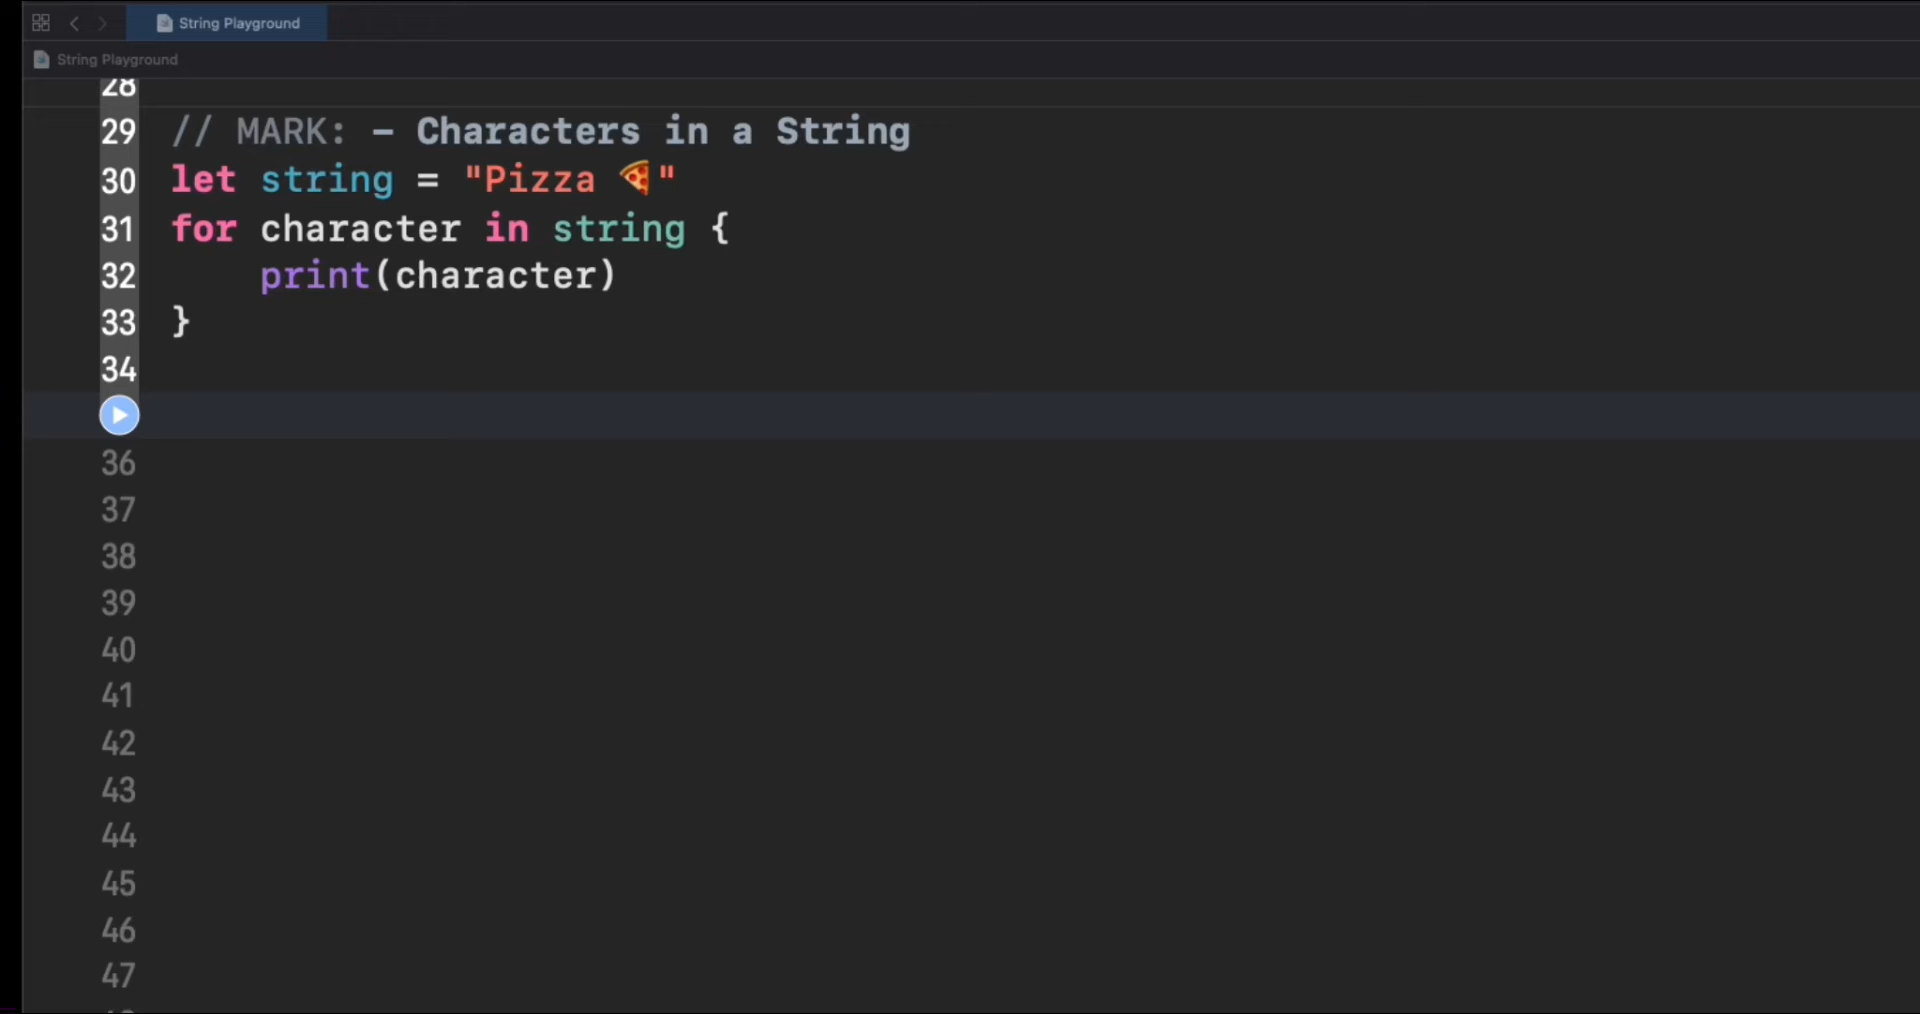 String Playground
String Playground
28
29 // MARK: - Characters in a String
30 let string = "Pizza 🍕"
31 for character in string {
32     print(character)
33 }
34
36
37
38
39
40
41
42
43
44
45
46
47